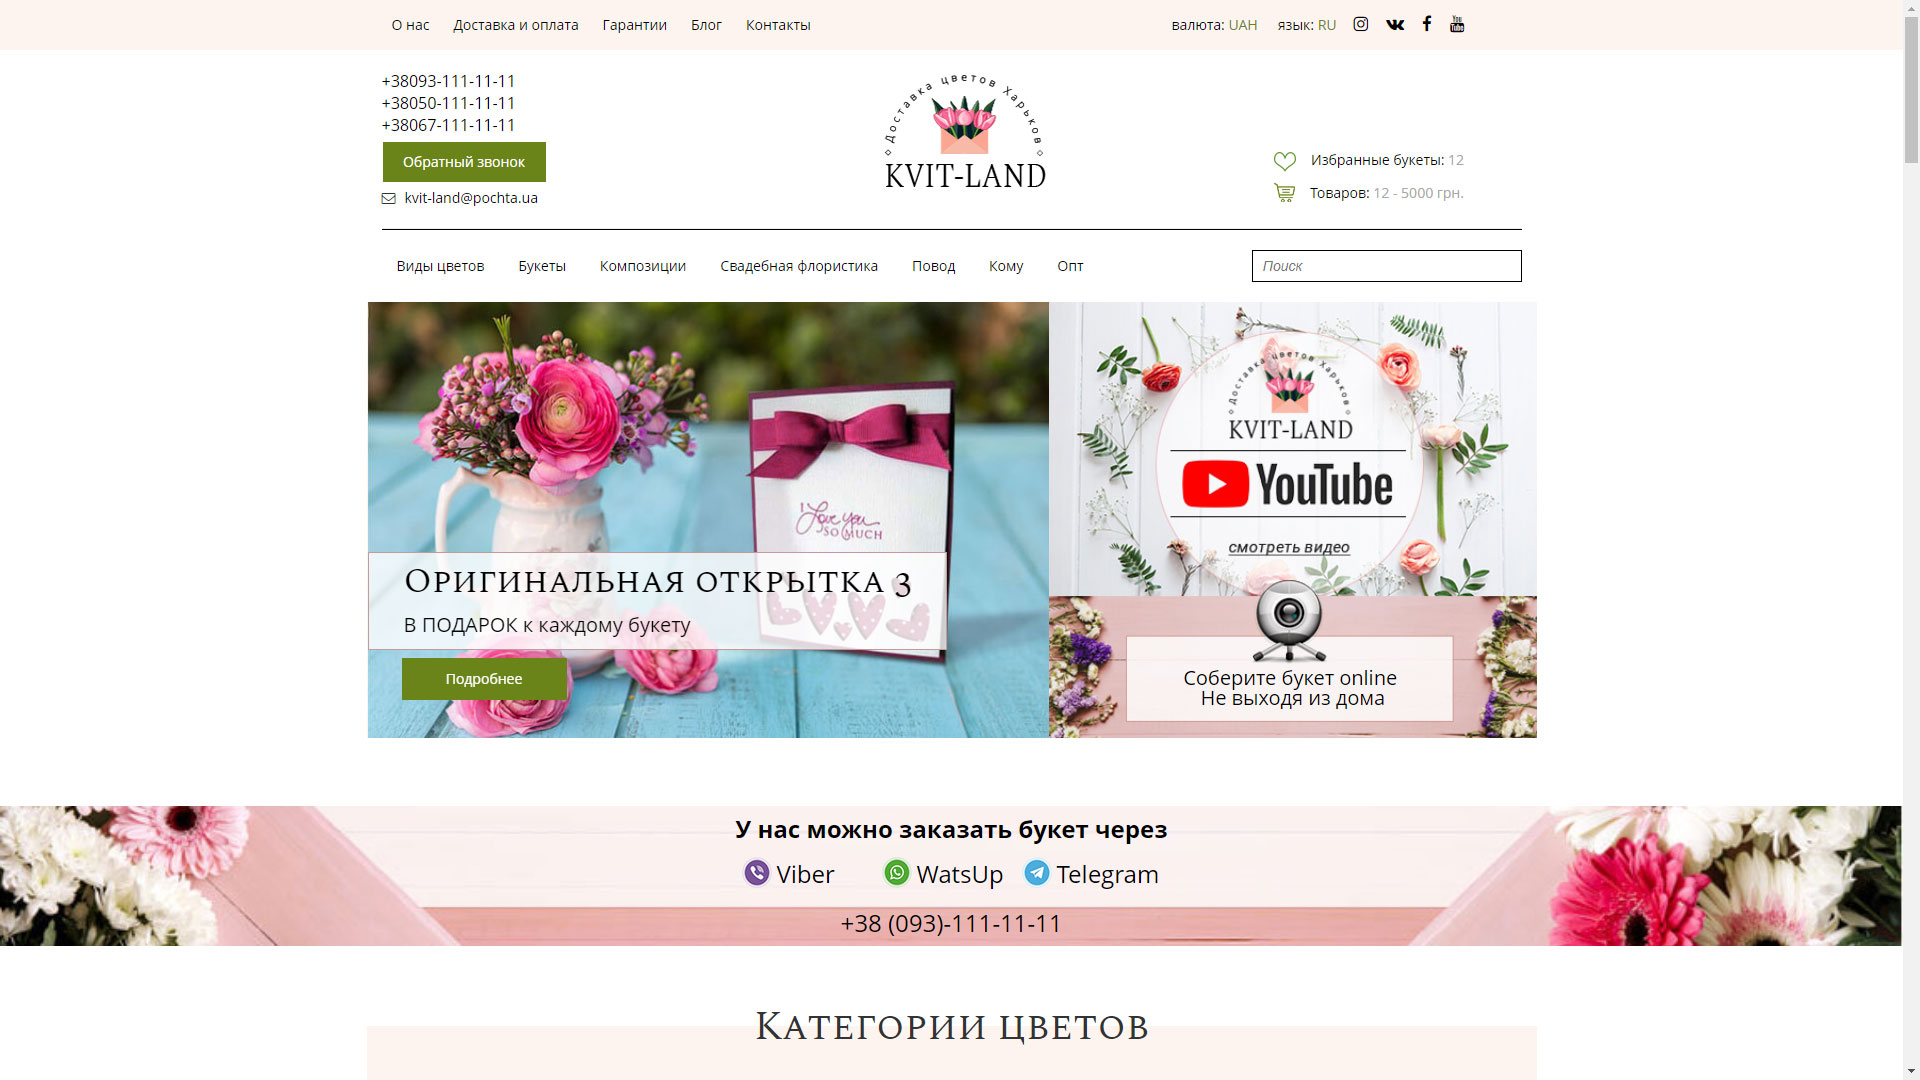 О нас Доставка и оплата Гарантии Блог Контакты валюта: UAH язык: RU
+38093-111-11-11
+38050-111-11-11
+38067-111-11-11
Обратный звонок
kvit-land@pochta.ua
Доставка цветов Харьков
KVIT-LAND
Избранные букеты: 12
Товаров: 12 - 5000 грн.
Виды цветов Букеты Композиции Свадебная флористика Повод Кому Опт Поиск
I Love you
SO MUCH
Оригинальная открытка 3
В ПОДАРОК к каждому букету
Подробнее
Доставка цветов Харьков
KVIT-LAND
YouTube
смотреть видео
Соберите букет online
Не выходя из дома
У нас можно заказать букет через
Viber WatsUp Telegram
+38 (093)-111-11-11
Категории цветов